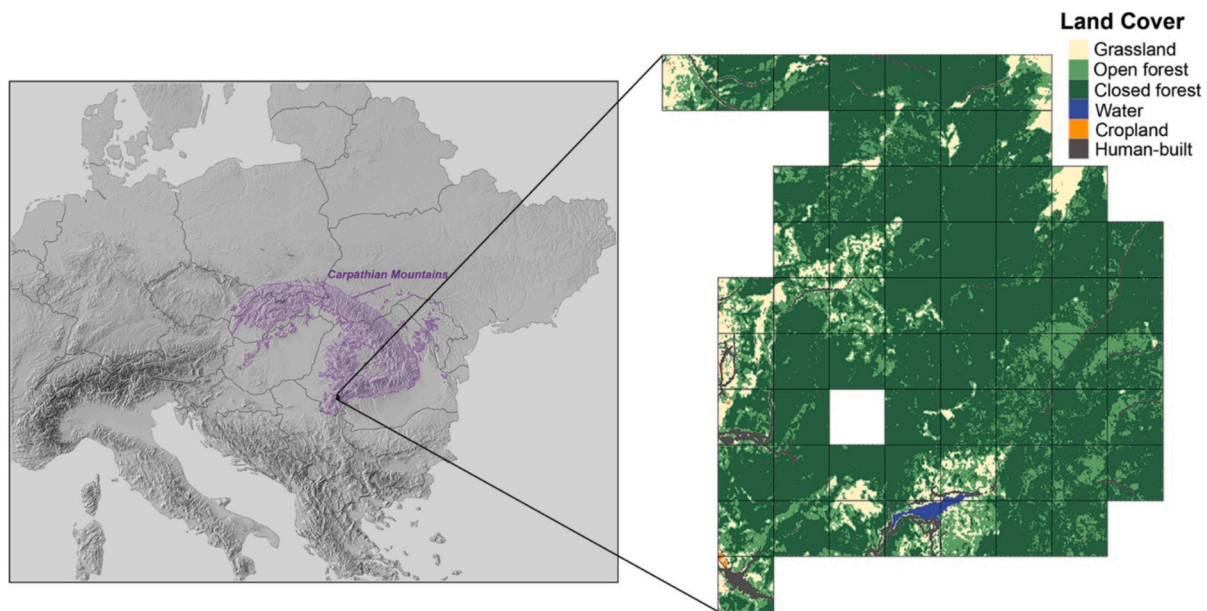 Land Cover
Grassland
Open forest
Closed forest
Water
Cropland
Human-built
Carpathian Mountains